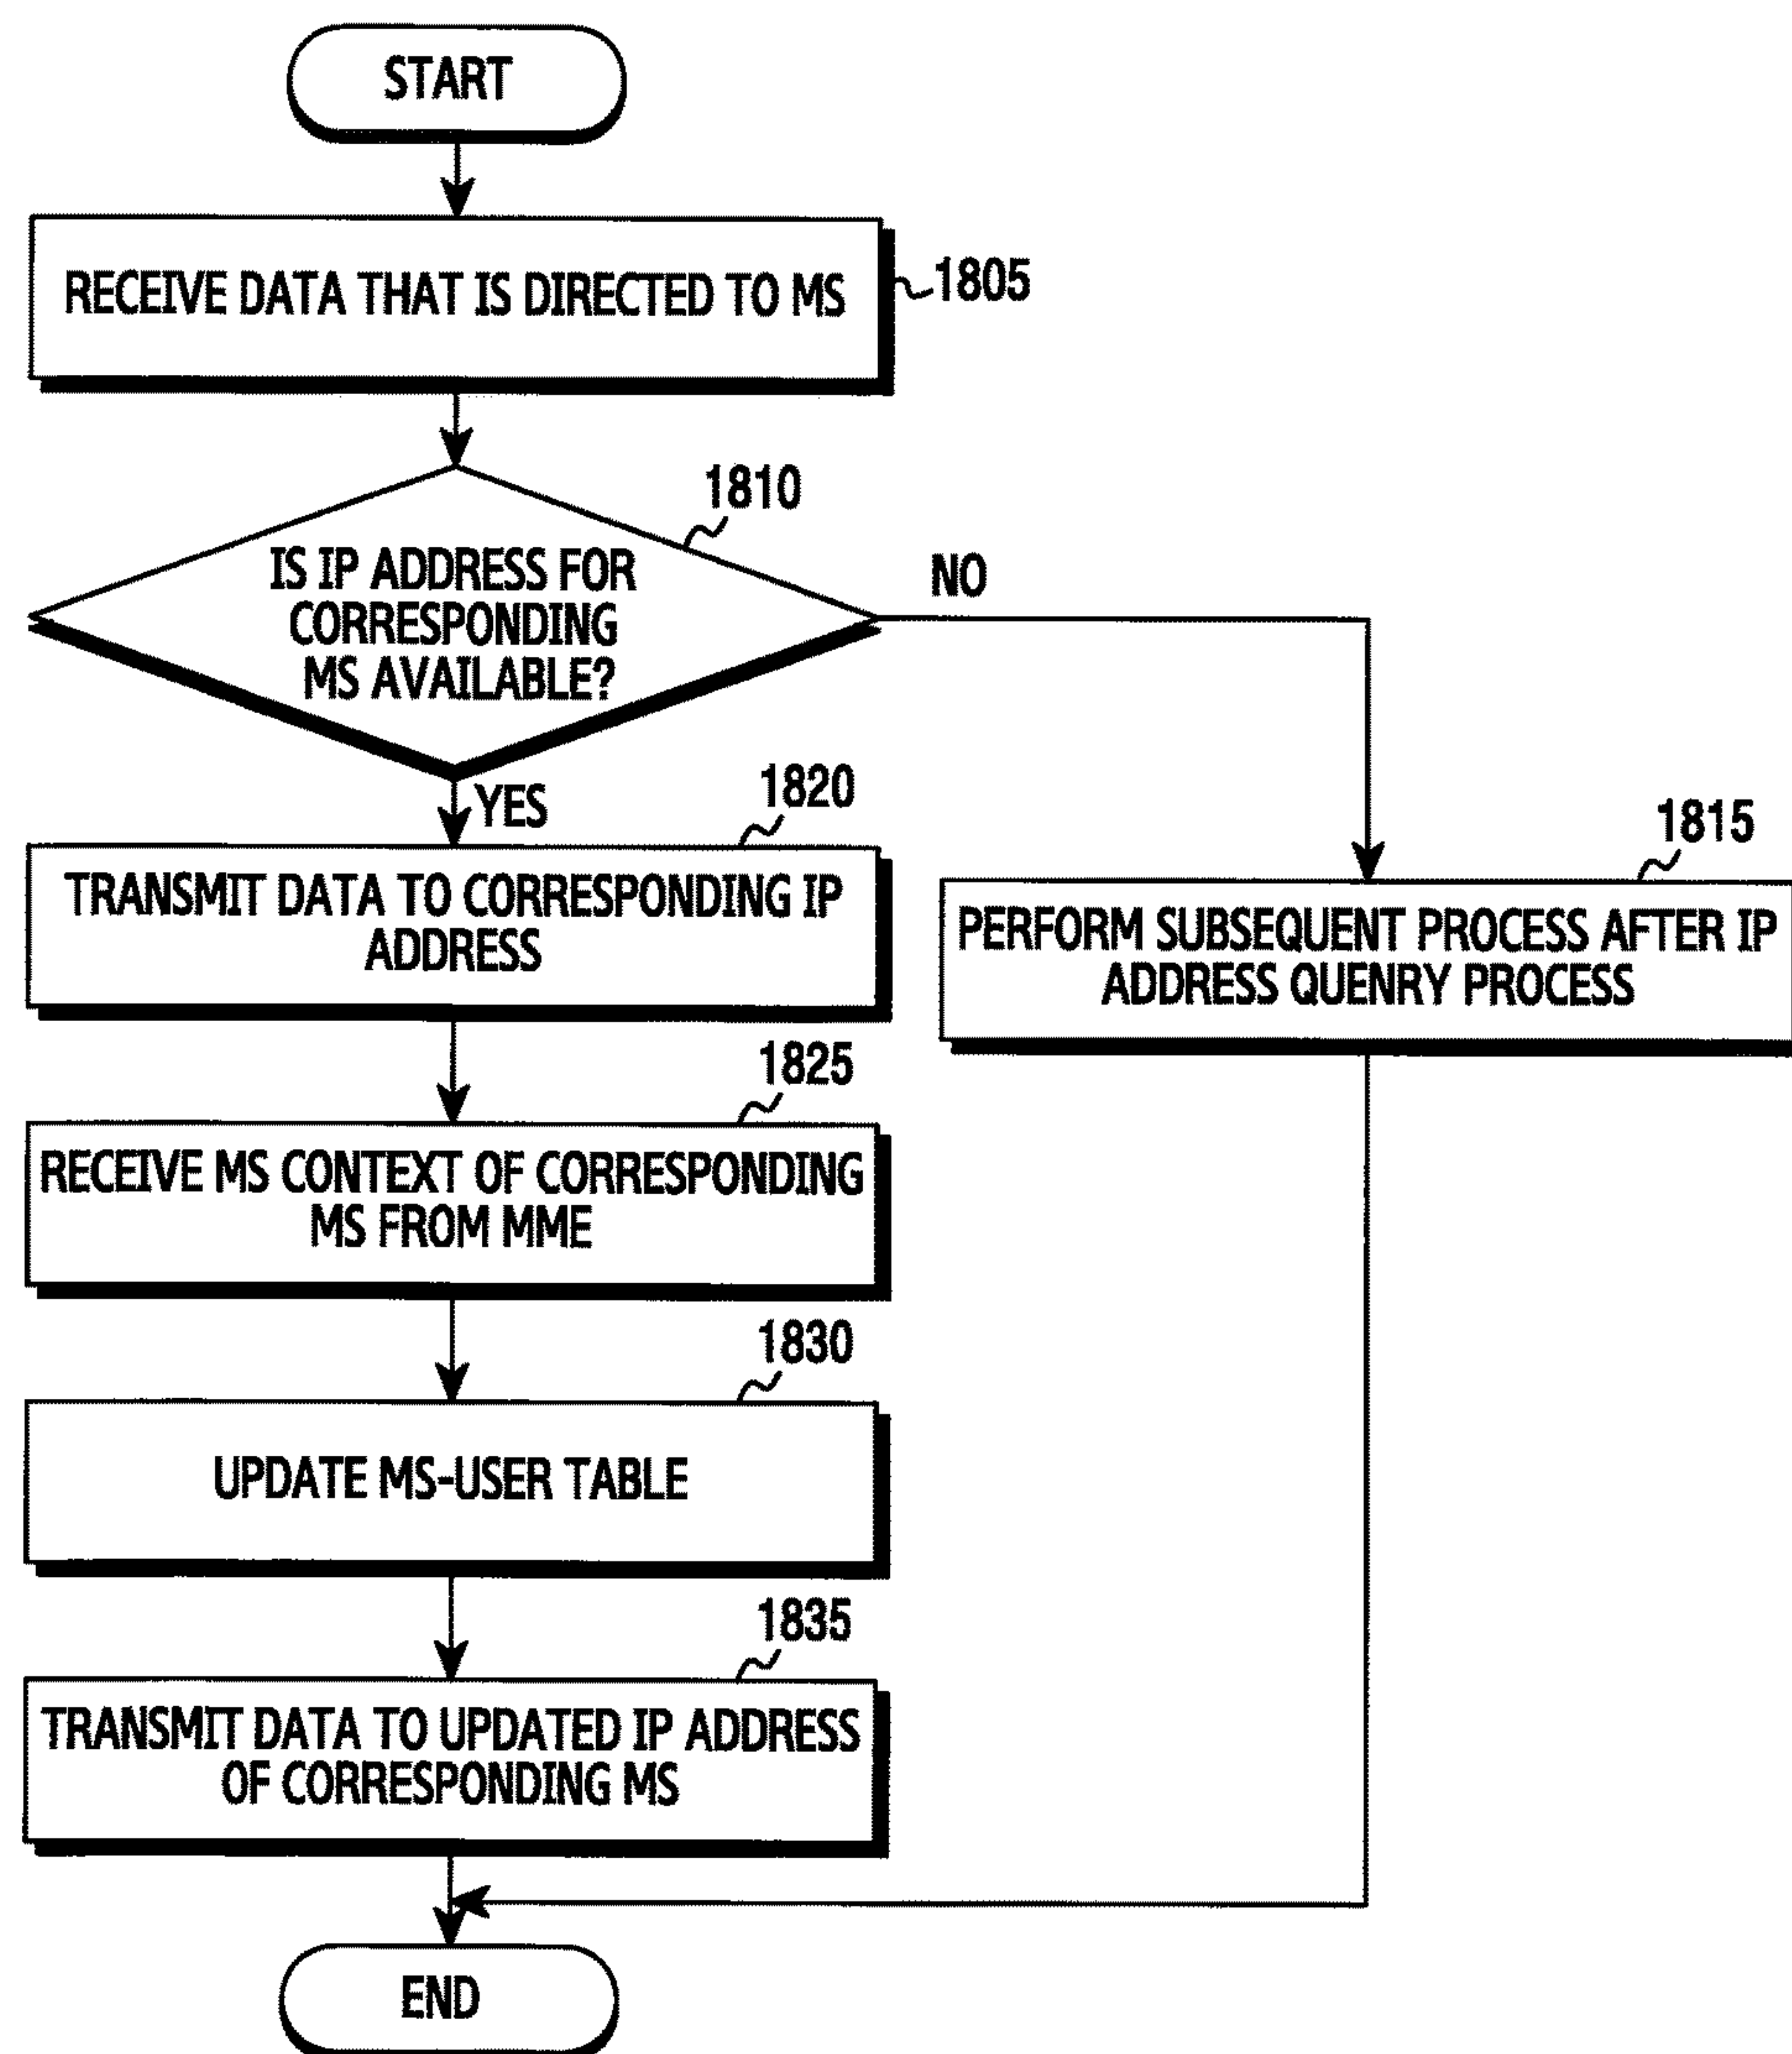 START
RECEIVE DATA THAT IS DIRECTED TO MS
1805
1810
IS IP ADDRESS FOR
CORRESPONDING
MS AVAILABLE?
NO
YES
1820
TRANSMIT DATA TO CORRESPONDING IP
ADDRESS
1815
PERFORM SUBSEQUENT PROCESS AFTER IP
ADDRESS QUENRY PROCESS
1825
RECEIVE MS CONTEXT OF CORRESPONDING
MS FROM MME
1830
UPDATE MS-USER TABLE
1835
TRANSMIT DATA TO UPDATED IP ADDRESS
OF CORRESPONDING MS
END